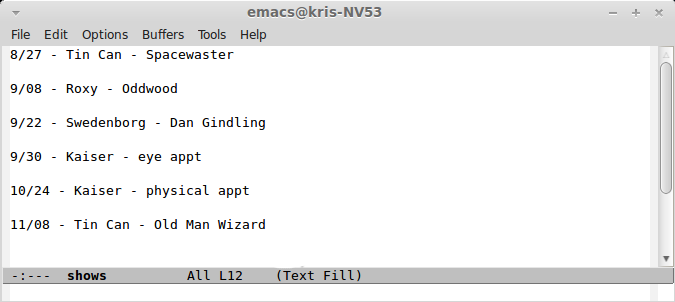 emacs@kris-NV53
File Edit Options Buffers Tools Help
8/27 - Tin Can - Spacewaster
9/08 - Roxy - Oddwood
9/22 - Swedenborg - Dan Gindling
9/30 - Kaiser - eye appt
10/24 - Kaiser - physical appt
11/08 - Tin Can - Old Man Wizard
-:--- shows All L12 (Text Fill)